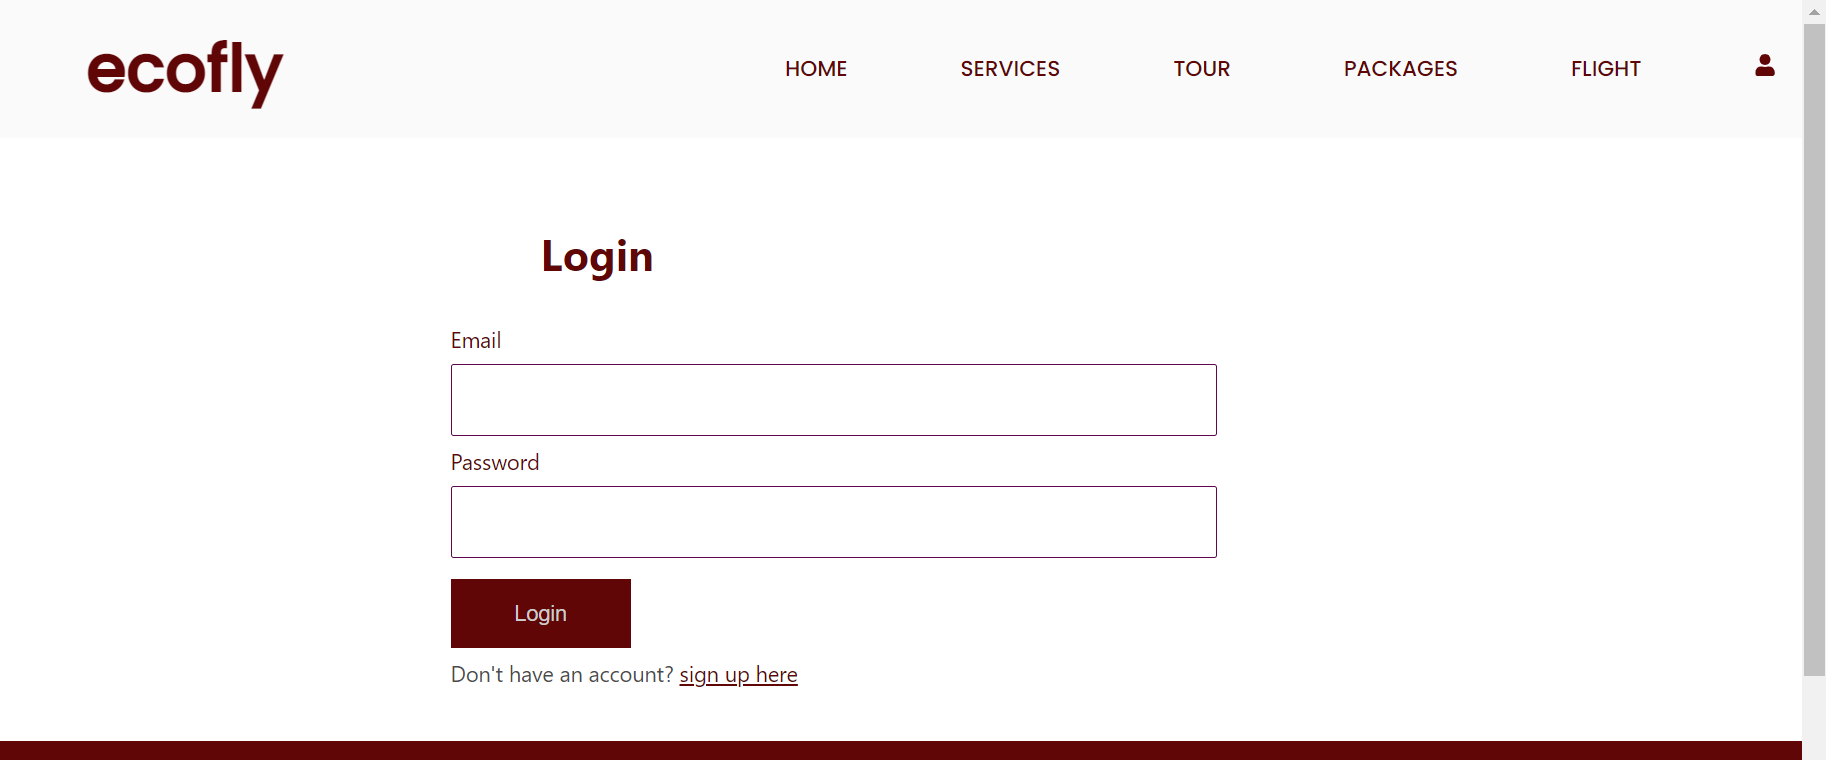 ecofly
HOME SERVICES TOUR PACKAGES FLIGHT
Login
Email
Password
Login
Don't have an account? sign up here